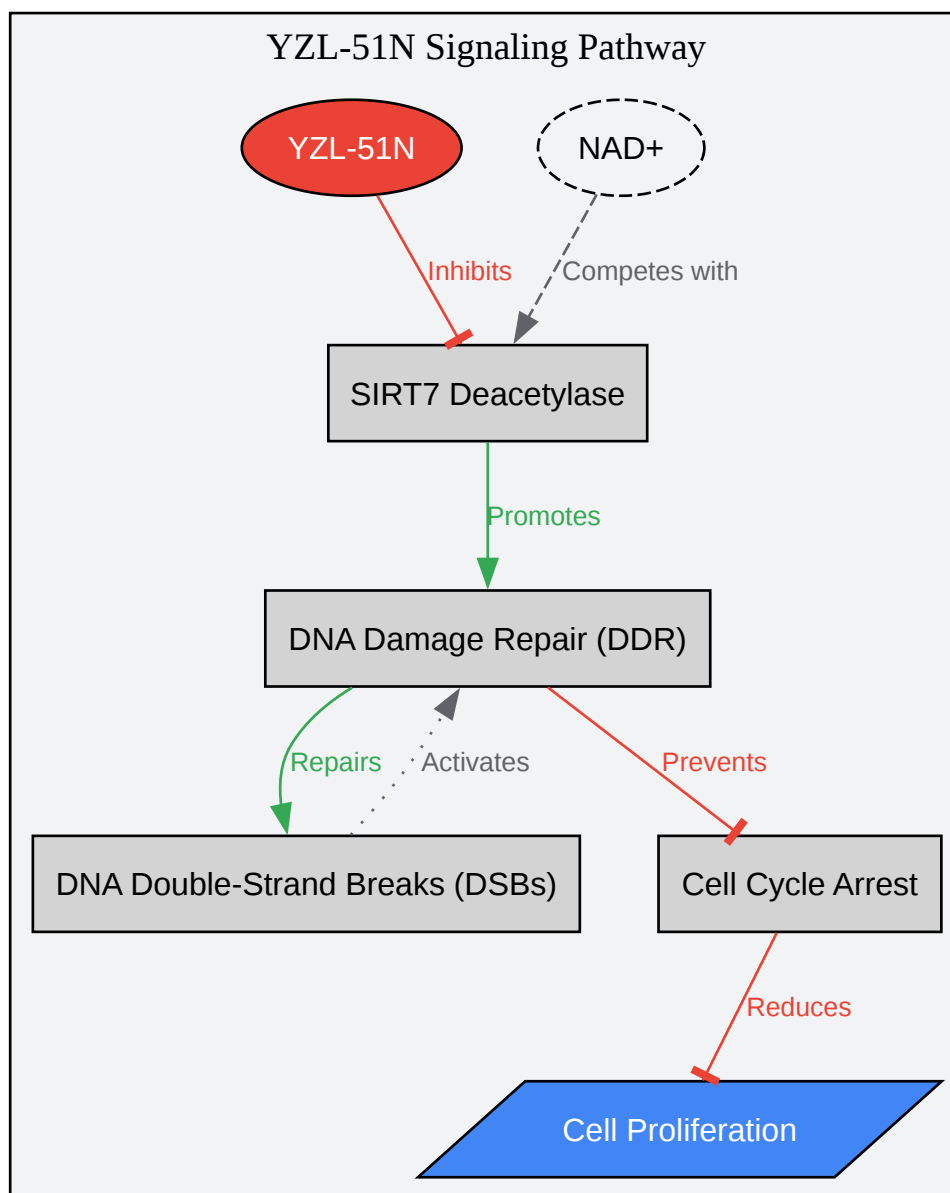 YZL-51N Signaling Pathway
YZL-51N
NAD+
Inhibits
Competes with
SIRT7 Deacetylase
Promotes
DNA Damage Repair (DDR)
Repairs
Activates
Prevents
DNA Double-Strand Breaks (DSBs)
Cell Cycle Arrest
Reduces
Cell Proliferation